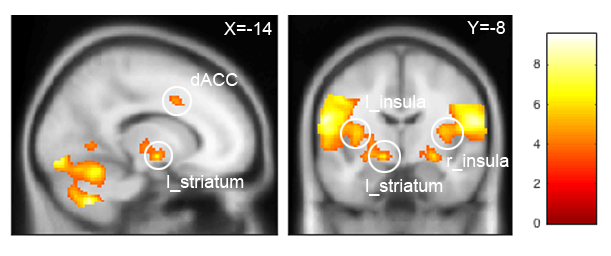 X=-14
dACC
l_striatum
Y=-8
l_insula
r_insula
l_striatum
8
6
4
2
0